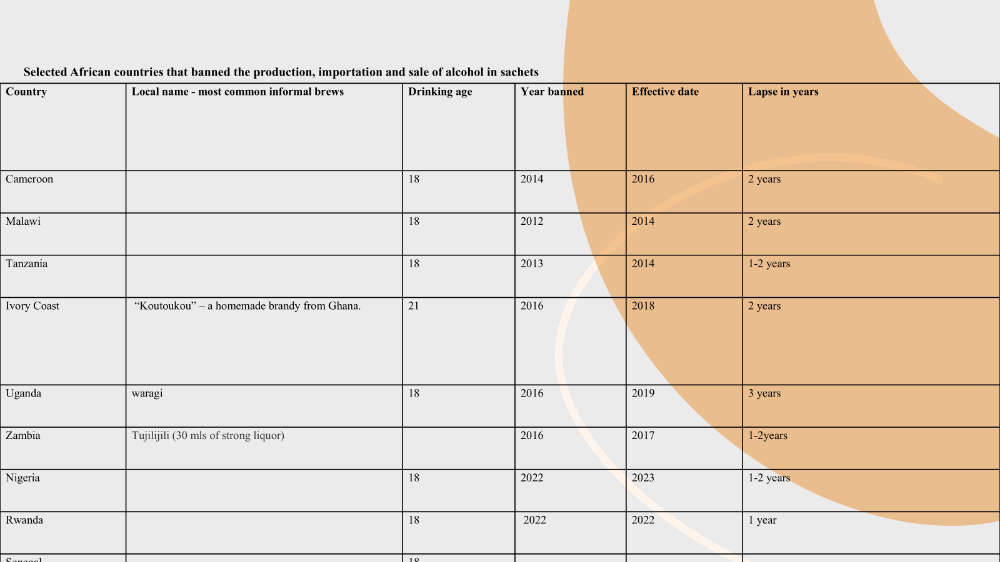 Selected African countries that banned the production, importation and sale of alcohol in sachets
Country Local name - most common informal brews Drinking age Year banned Effective date Lapse in years
Cameroon 18 2014 2016 2 years
Malawi 18 2012 2014 2 years
Tanzania 18 2013 2014 1-2 years
Ivory Coast “Koutoukou” – a homemade brandy from Ghana. 21 2016 2018 2 years
Uganda waragi 18 2016 2019 3 years
Zambia Tujilijili (30 mls of strong liquor) 2016 2017 1-2years
Nigeria 18 2022 2023 1-2 years
Rwanda 18 2022 2022 1 year
Senegal 18